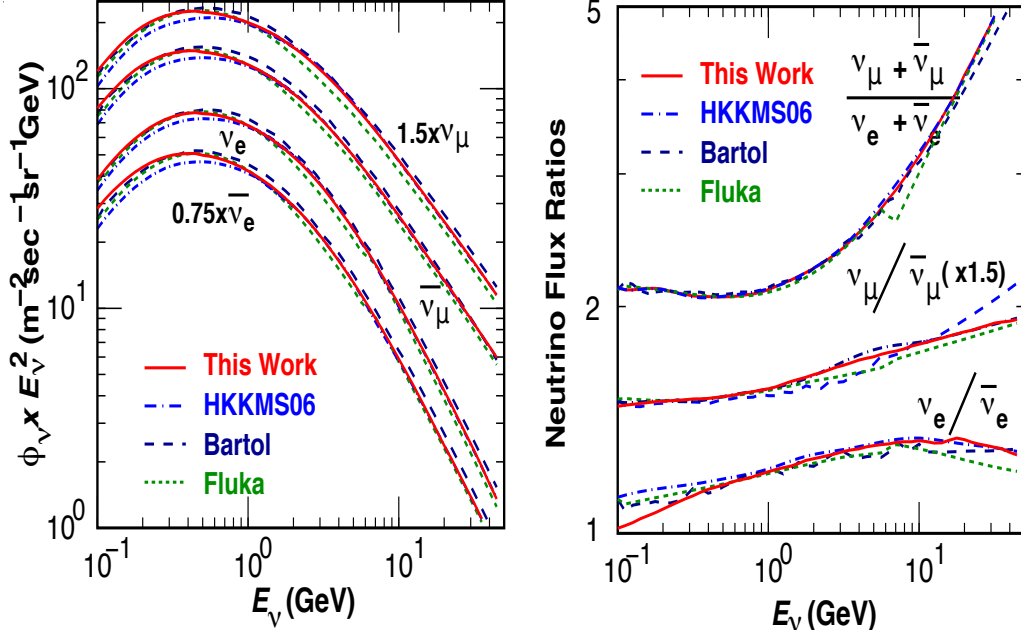 ϕν x Eν² (m⁻²sec⁻¹sr⁻¹GeV)
10²
10¹
10⁰
10⁻¹
10⁰
10¹
Eν (GeV)
1.5xνμ
νe
0.75xν̅e
ν̅μ
This Work
HKKMS06
Bartol
Fluka
Neutrino Flux Ratios
5
2
1
10⁻¹
10⁰
10¹
Eν (GeV)
This Work
HKKMS06
Bartol
Fluka
νμ + ν̅μ
νe + ν̅e
νμ / ν̅μ (x1.5)
νe / ν̅e